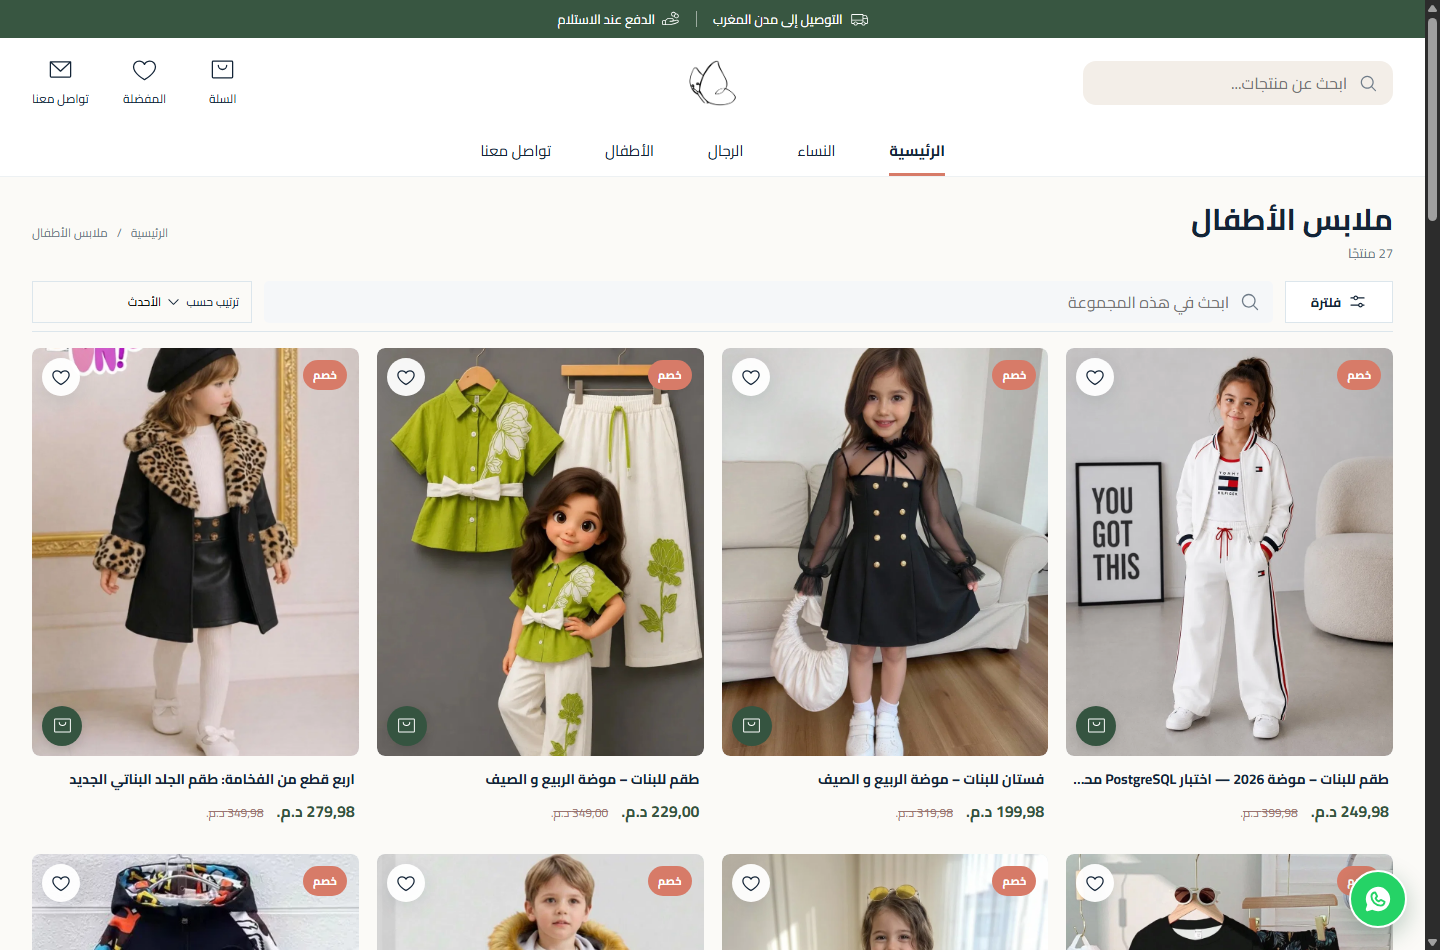 التوصيل إلى مدن المغرب
الدفع عند الاستلام
ابحث عن منتجات...
السلة
المفضلة
تواصل معنا
الرئيسية
النساء
الرجال
الأطفال
تواصل معنا
ملابس الأطفال
الرئيسية / ملابس الأطفال
27 منتجًا
فلترة
ابحث في هذه المجموعة
ترتيب حسب الأحدث
خصم
YOU
GOT
THIS
TOMMY
HILFIGER
خصم
خصم
خصم
طقم للبنات – موضة 2026 — اختبار PostgreSQL محـ...
249,98 د.م.
399,98 د.م.
فستان للبنات – موضة الربيع و الصيف
199,98 د.م.
319,98 د.م.
طقم للبنات – موضة الربيع و الصيف
229,00 د.م.
349,00 د.م.
اربع قطع من الفخامة: طقم الجلد البناتي الجديد
279,98 د.م.
349,98 د.م.
خصم
خصم
خصم